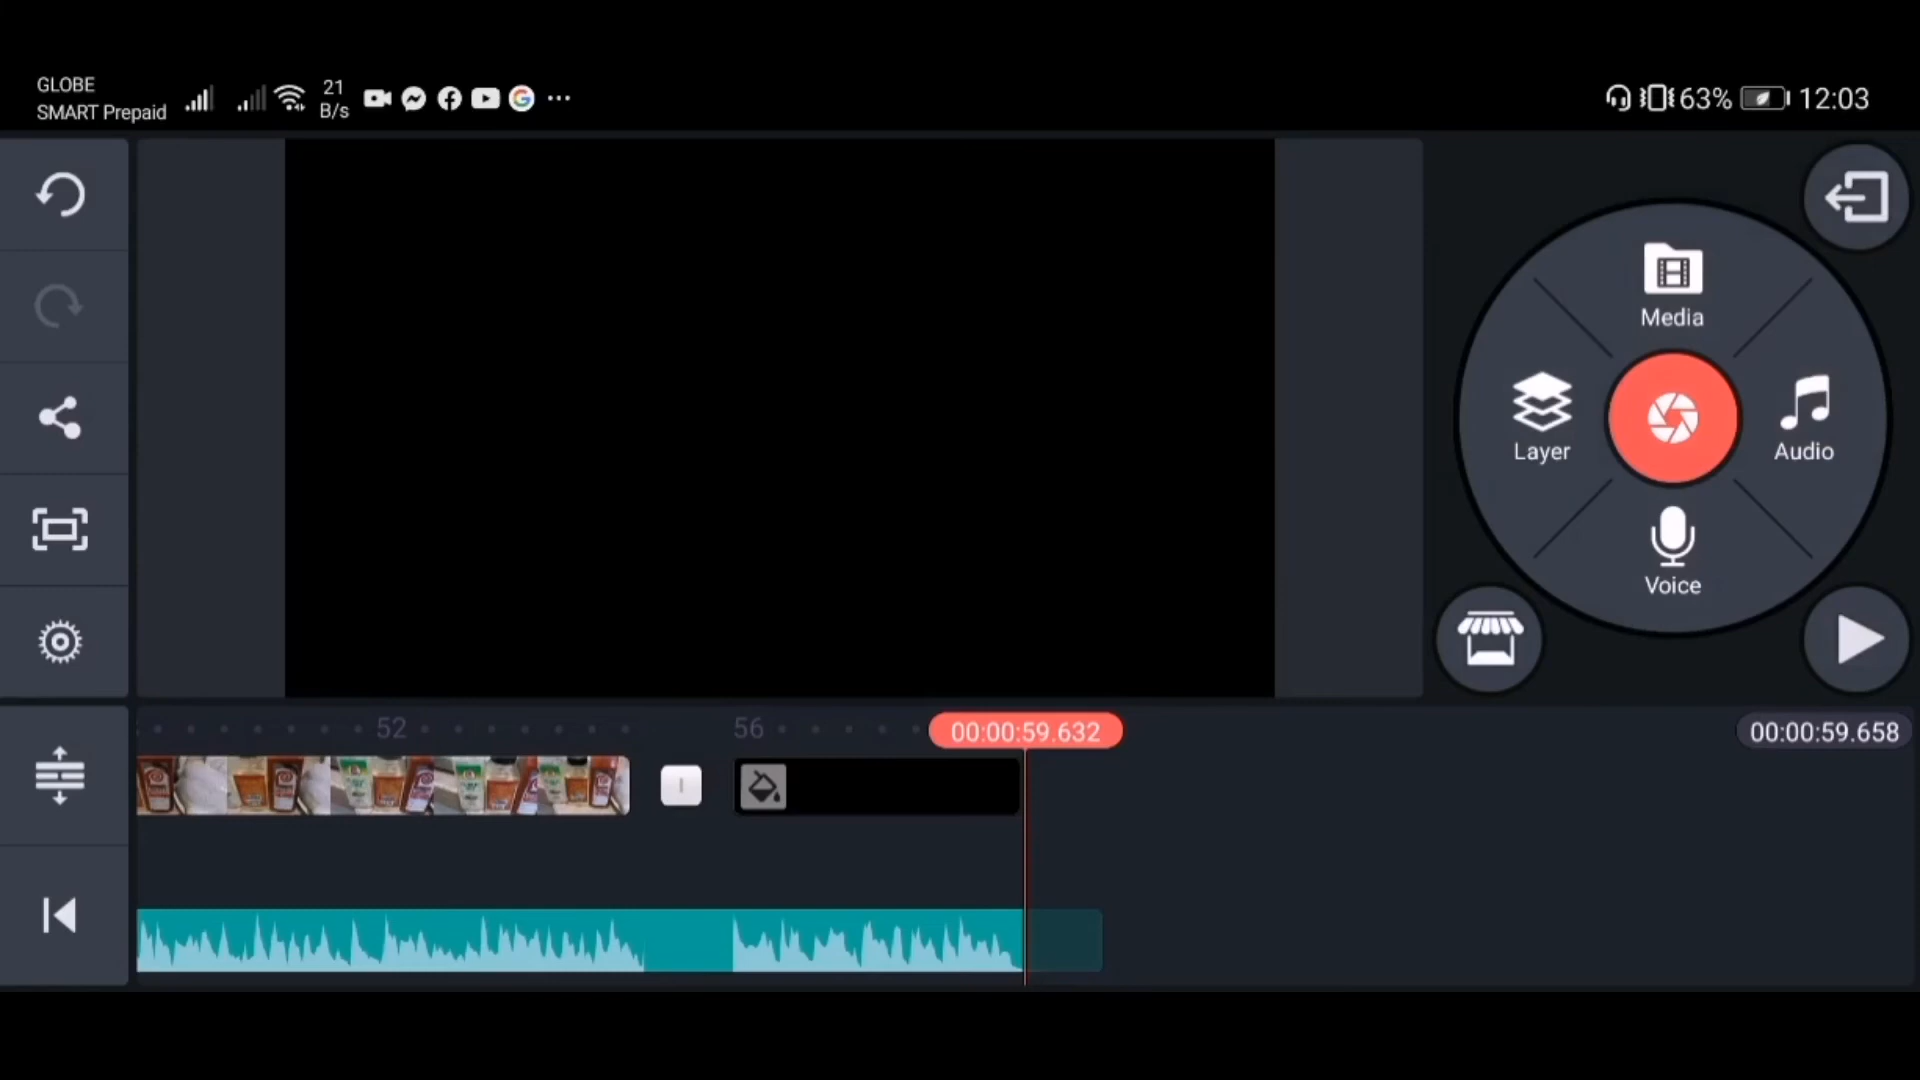 GLOBE
SMART Prepaid
21
B/s
63%
12:03
Media
Layer
Audio
Voice
52
56
00:00:59.632
00:00:59.658